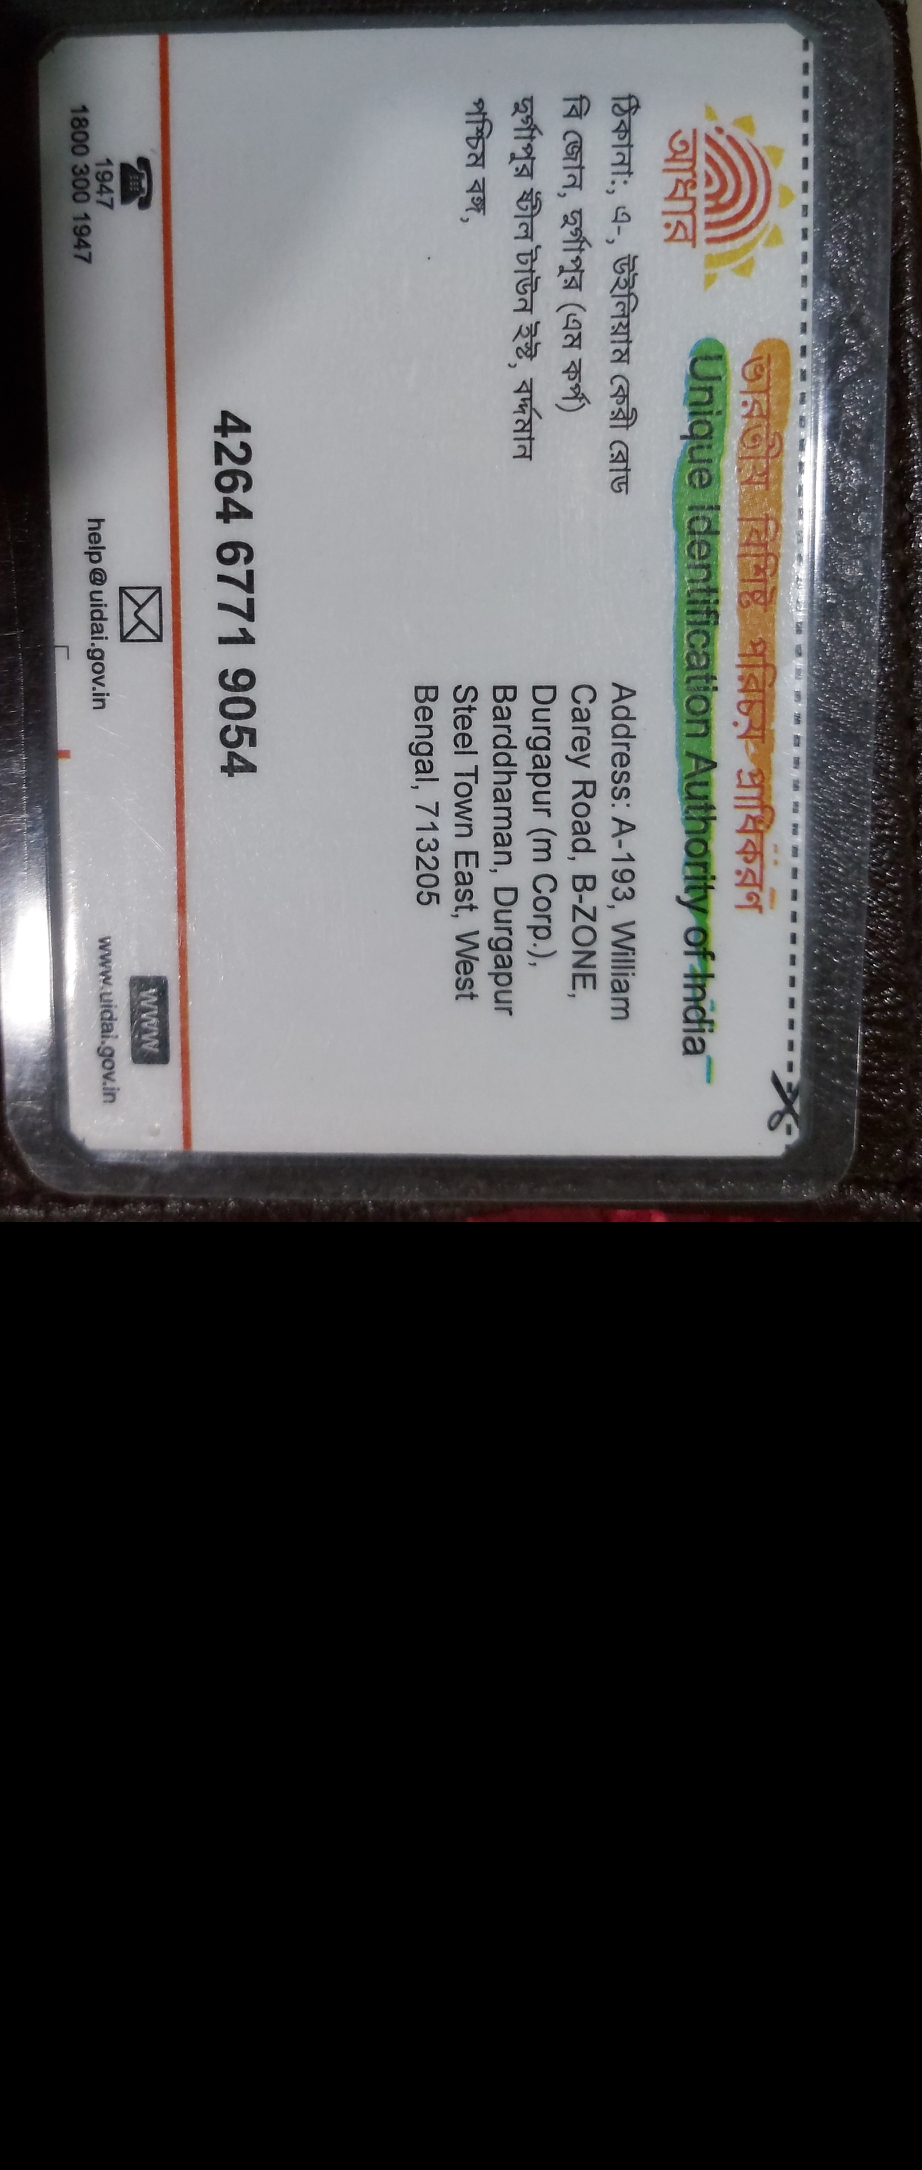 ভারতীয় বিশিষ্ট পরিচয় প্রাধিকরণ
Unique Identification Authority of India
আধার
ঠিকানা:, এ-, উইলিয়াম কেরী রোড
বি জোন, দুর্গাপুর (এম কর্প)
দুর্গাপুর ষ্টীল টাউন ইষ্ট, বর্দ্দমান
পশ্চিম বঙ্গ,
Address: A-193, William
Carey Road, B-ZONE,
Durgapur (m Corp.),
Barddhaman, Durgapur
Steel Town East, West
Bengal, 713205
4264 6771 9054
1947
1800 300 1947
help@uidai.gov.in
www
www.uidai.gov.in